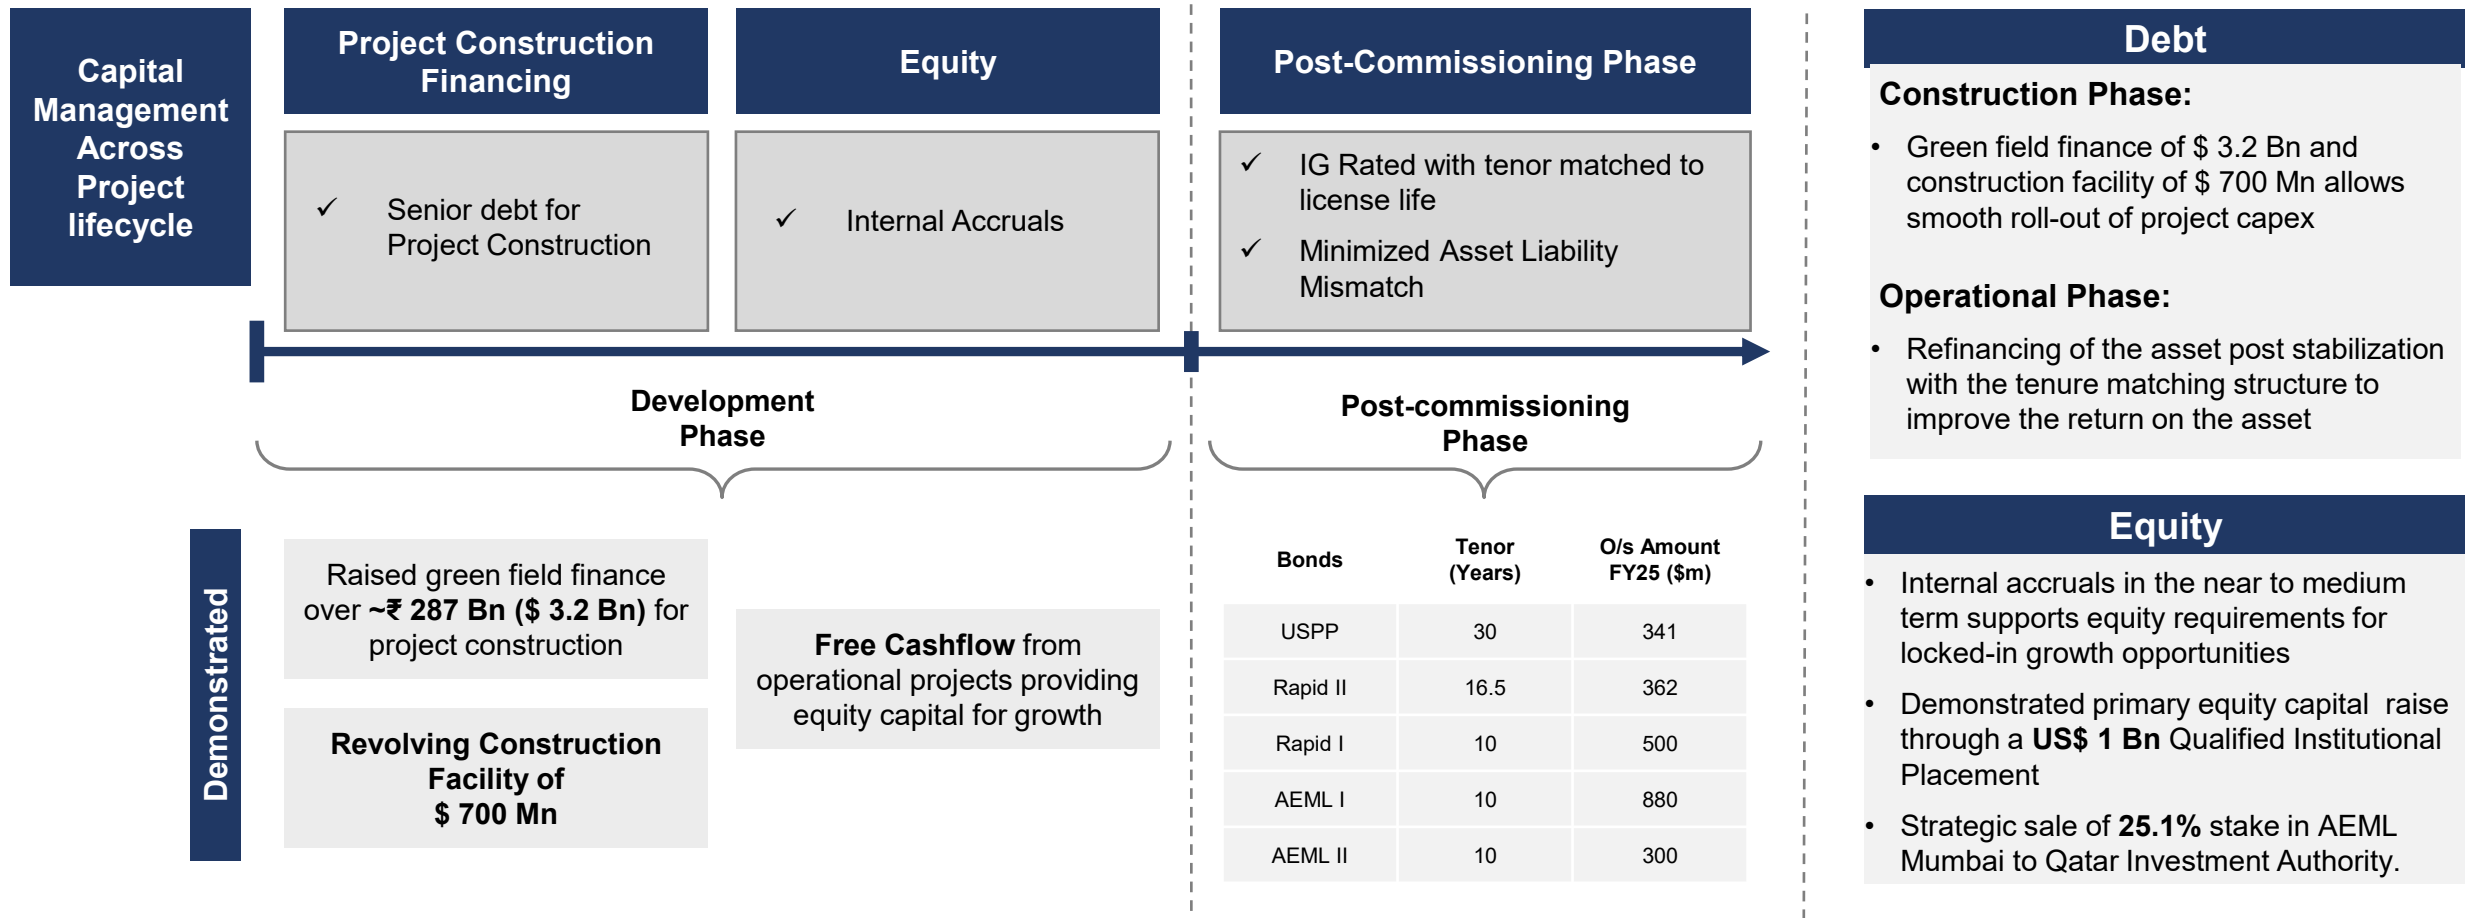 Capital
Management
Across
Project
lifecycle
Project Construction
Financing
Equity
Post-Commissioning Phase
✓ Senior debt for
Project Construction
✓ Internal Accruals
✓ IG Rated with tenor matched to
license life
✓ Minimized Asset Liability
Mismatch
Development
Phase
Post-commissioning
Phase
Demonstrated
Raised green field finance
over ~₹ 287 Bn ($ 3.2 Bn) for
project construction
Revolving Construction
Facility of
$ 700 Mn
Free Cashflow from
operational projects providing
equity capital for growth
Bonds Tenor (Years) O/s Amount FY25 ($m)
USPP 30 341
Rapid II 16.5 362
Rapid I 10 500
AEML I 10 880
AEML II 10 300
Debt
Construction Phase:
• Green field finance of $ 3.2 Bn and
construction facility of $ 700 Mn allows
smooth roll-out of project capex
Operational Phase:
• Refinancing of the asset post stabilization
with the tenure matching structure to
improve the return on the asset
Equity
• Internal accruals in the near to medium
term supports equity requirements for
locked-in growth opportunities
• Demonstrated primary equity capital raise
through a US$ 1 Bn Qualified Institutional
Placement
• Strategic sale of 25.1% stake in AEML
Mumbai to Qatar Investment Authority.